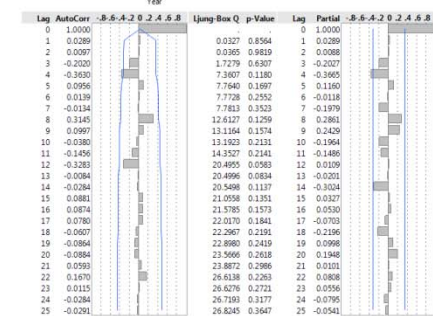 Year
Lag AutoCorr -.8-.6-.4-.2 0 .2 .4 .6 .8 Ljung-Box Q p-Value Lag Partial -.8-.6-.4-.2 0 .2 .4 .6 .8
0 1.0000 . . 0 1.0000
1 0.0289 0.0327 0.8564 1 0.0289
2 0.0096 0.0365 0.9819 2 0.0088
3 -0.2020 1.7279 0.6307 3 -0.2027
4 -0.3630 7.3607 0.1180 4 -0.3665
5 0.0956 7.7640 0.1697 5 0.1160
6 0.0139 7.7728 0.2552 6 -0.0118
7 -0.0134 7.7813 0.3523 7 -0.1979
8 0.3145 12.6127 0.1259 8 0.2861
9 0.0997 13.1164 0.1574 9 0.2429
10 -0.0380 13.1923 0.2131 10 -0.1964
11 -0.1456 14.3527 0.2141 11 -0.1486
12 -0.3283 20.4955 0.0583 12 0.0109
13 -0.0084 20.4996 0.0834 13 -0.0201
14 -0.0284 20.5498 0.1137 14 -0.3024
15 0.0881 21.0558 0.1351 15 0.0327
16 0.0874 21.5785 0.1573 16 0.0530
17 0.0780 22.0170 0.1841 17 -0.0703
18 -0.0607 22.2967 0.2191 18 -0.2196
19 -0.0864 22.8980 0.2419 19 0.0998
20 -0.0884 23.5666 0.2618 20 0.1948
21 0.0593 23.8872 0.2986 21 0.0101
22 0.1670 26.6138 0.2263 22 0.0808
23 0.0115 26.6276 0.2721 23 0.0556
24 -0.0284 26.7193 0.3177 24 -0.0795
25 -0.0291 26.8245 0.3647 25 -0.0541